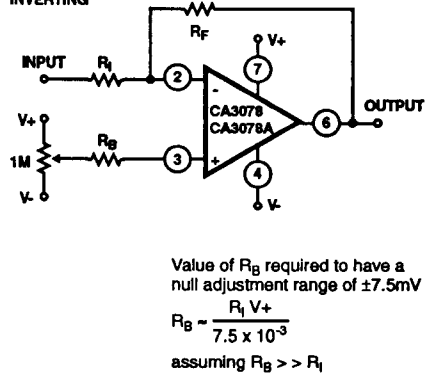 INVERTING
RF
V+
7
INPUT
RI
2
-
CA3078
CA3078A
6
OUTPUT
V+
1M
RB
3
+
4
V-
V-
Value of RB required to have a
null adjustment range of ±7.5mV
RB ~ RI V+ / 7.5 x 10-3
assuming RB > > RI